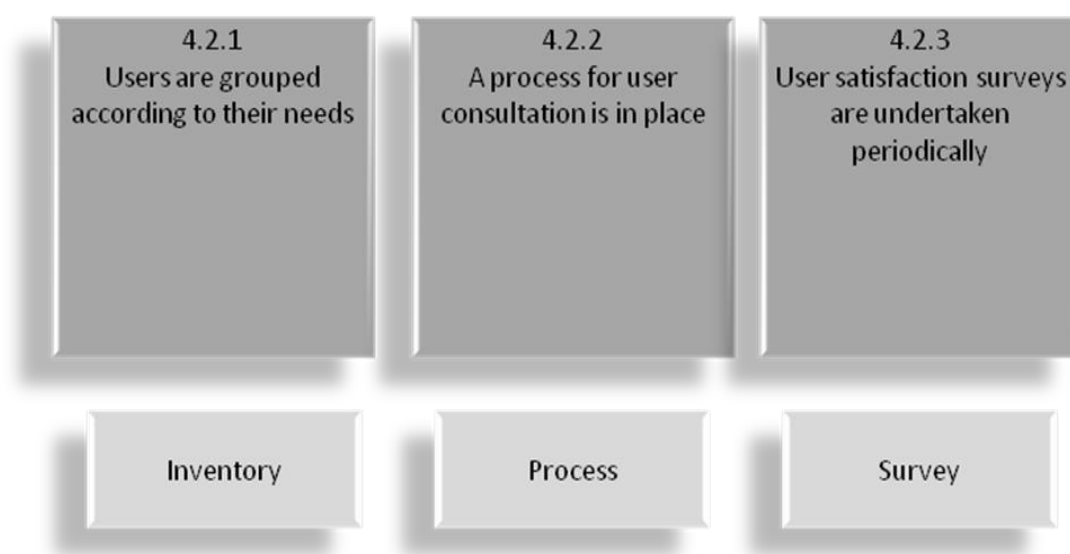 4.2.1
Users are grouped
according to their needs
4.2.2
A process for user
consultation is in place
4.2.3
User satisfaction surveys
are undertaken
periodically
Inventory
Process
Survey